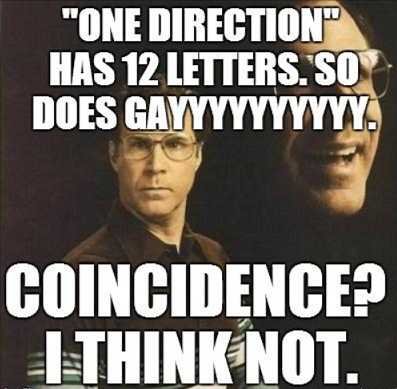 "ONE DIRECTION"
HAS 12 LETTERS. SO
DOES GAYYYYYYYYYY.
COINCIDENCE?
I THINK NOT.